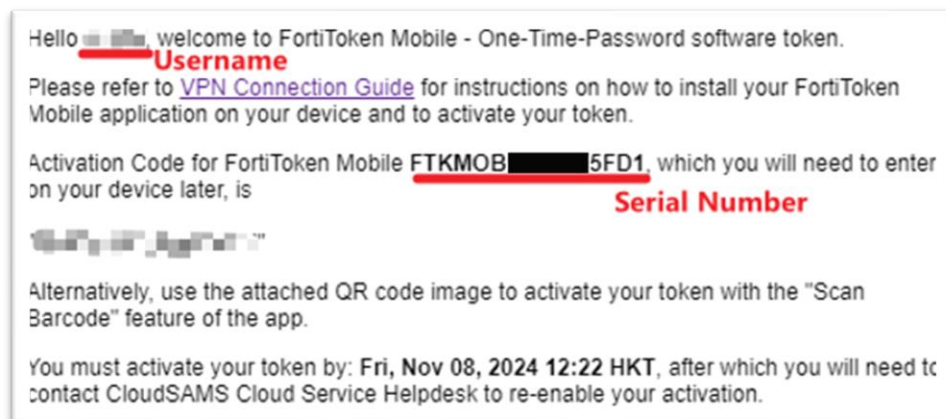 Hello , welcome to FortiToken Mobile - One-Time-Password software token.
Username
Please refer to VPN Connection Guide for instructions on how to install your FortiToken
Mobile application on your device and to activate your token.
Activation Code for FortiToken Mobile FTKMOB 5FD1, which you will need to enter
on your device later, is
Serial Number
" "
Alternatively, use the attached QR code image to activate your token with the "Scan
Barcode" feature of the app.
You must activate your token by: Fri, Nov 08, 2024 12:22 HKT, after which you will need to
contact CloudSAMS Cloud Service Helpdesk to re-enable your activation.